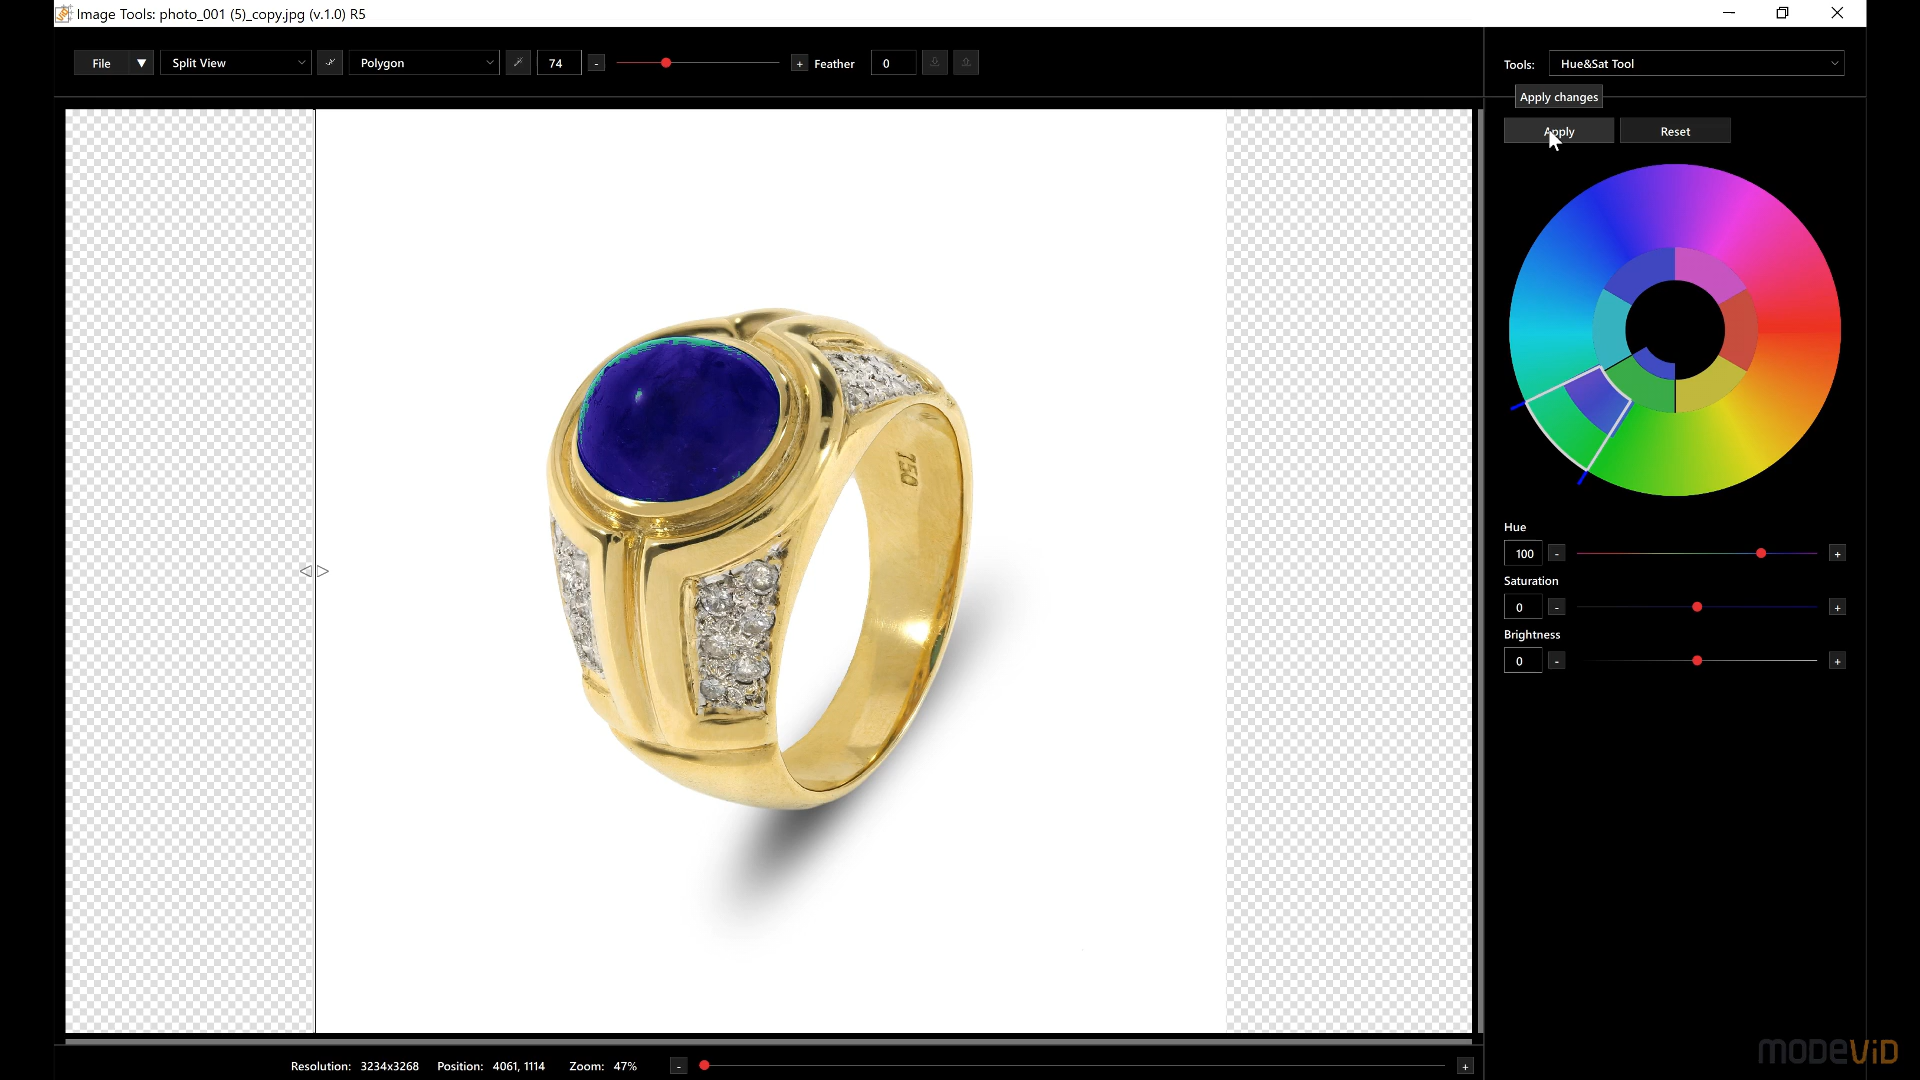 Image Tools: photo_001 (5)_copy.jpg (v.1.0) R5
File Split View Polygon 74 - + Feather 0
Tools: Hue&Sat Tool
Apply changes
Apply Reset
750
Hue
100 - +
Saturation
0 - +
Brightness
0 - +
Resolution: 3234x3268 Position: 4061, 1114 Zoom: 47% - +
modeviD